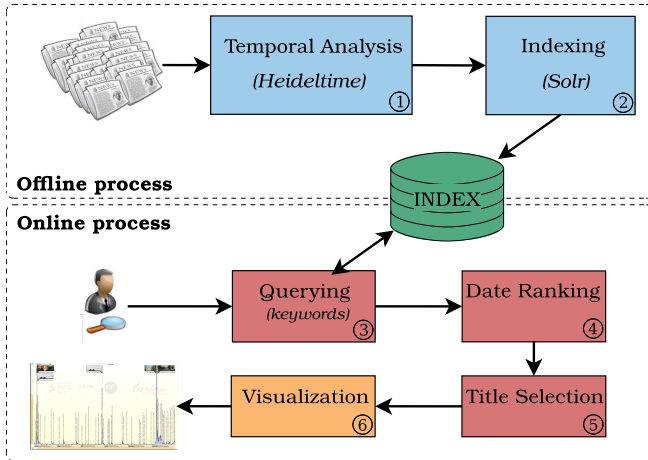 Temporal Analysis
(Heideltime)
①
Indexing
(Solr)
②
Offline process
INDEX
Online process
Querying
(keywords)
③
Date Ranking
④
Visualization
⑥
Title Selection
⑤